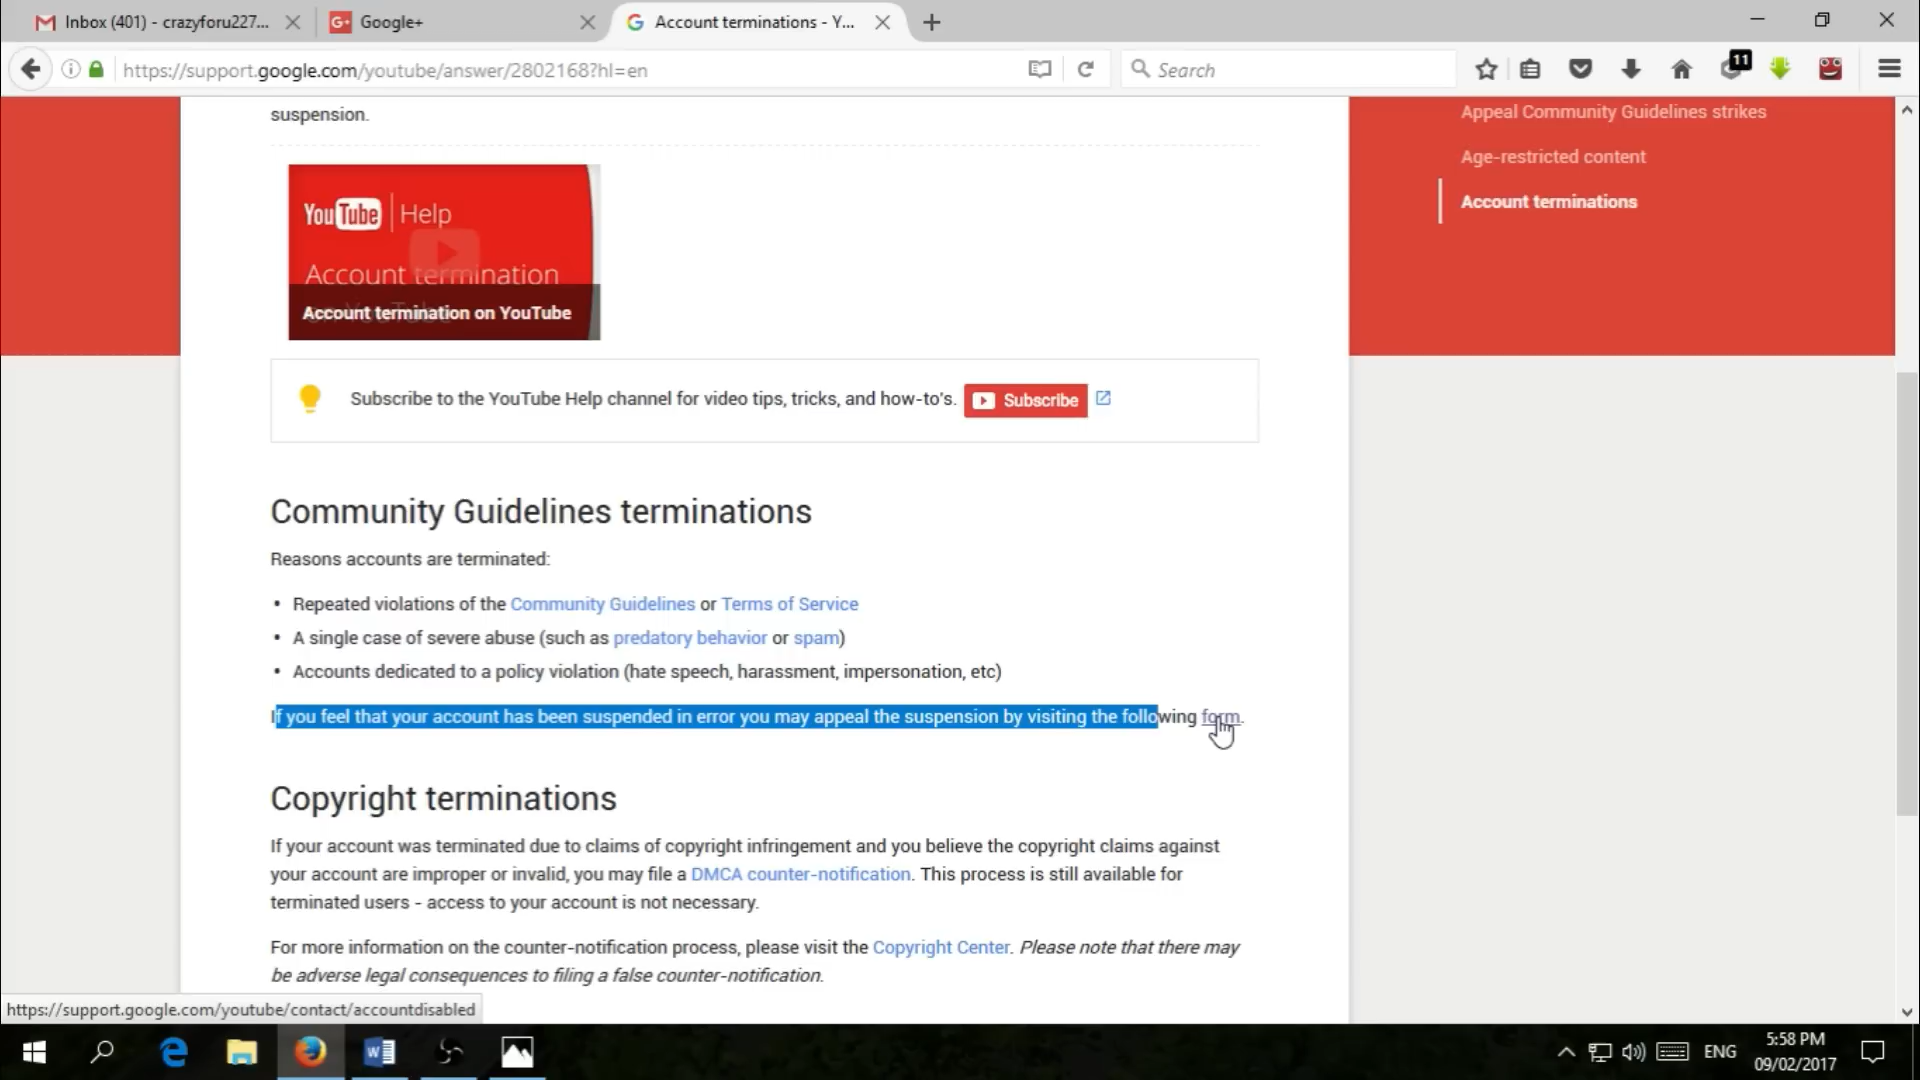 Inbox (401) - crazyforu227...
Google+
Account terminations - Y...
https://support.google.com/youtube/answer/2802168?hl=en
Search
11
suspension.
Appeal Community Guidelines strikes
Age-restricted content
Account terminations
YouTube Help
Account termination
Account termination on YouTube
Subscribe to the YouTube Help channel for video tips, tricks, and how-to's. Subscribe
Community Guidelines terminations
Reasons accounts are terminated:
• Repeated violations of the Community Guidelines or Terms of Service
• A single case of severe abuse (such as predatory behavior or spam)
• Accounts dedicated to a policy violation (hate speech, harassment, impersonation, etc)
If you feel that your account has been suspended in error you may appeal the suspension by visiting the following form.
Copyright terminations
If your account was terminated due to claims of copyright infringement and you believe the copyright claims against
your account are improper or invalid, you may file a DMCA counter-notification. This process is still available for
terminated users - access to your account is not necessary.
For more information on the counter-notification process, please visit the Copyright Center. Please note that there may
be adverse legal consequences to filing a false counter-notification.
https://support.google.com/youtube/contact/accountdisabled
ENG
5:58 PM
09/02/2017